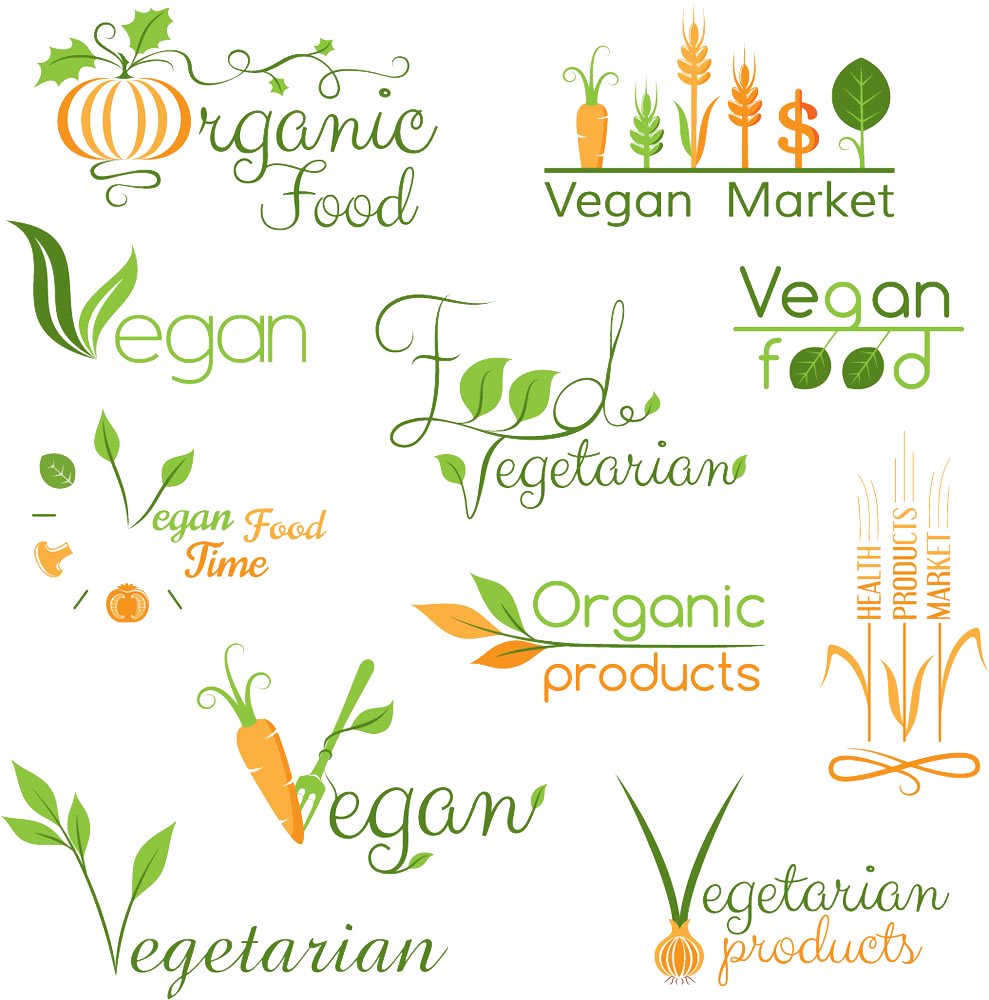 Organic
Food
Vegan Market
$
Vegan
Vegan
food
Food
Vegetarian
Vegan Food
Time
HEALTH
PRODUCTS
MARKET
Organic
products
Vegan
Vegetarian
Vegetarian
products